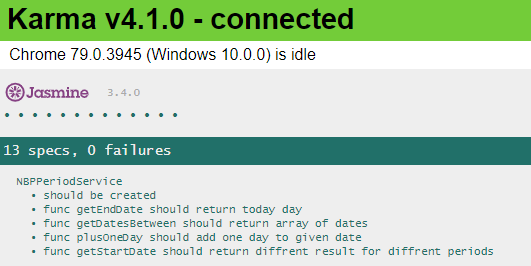 Karma v4.1.0 - connected
Chrome 79.0.3945 (Windows 10.0.0) is idle
Jasmine 3.4.0
• • • • • • • • • • • • •
13 specs, 0 failures
NBPPeriodService
• should be created
• func getEndDate should return today day
• func getDatesBetween should return array of dates
• func plusOneDay should add one day to given date
• func getStartDate should return diffrent result for diffrent periods